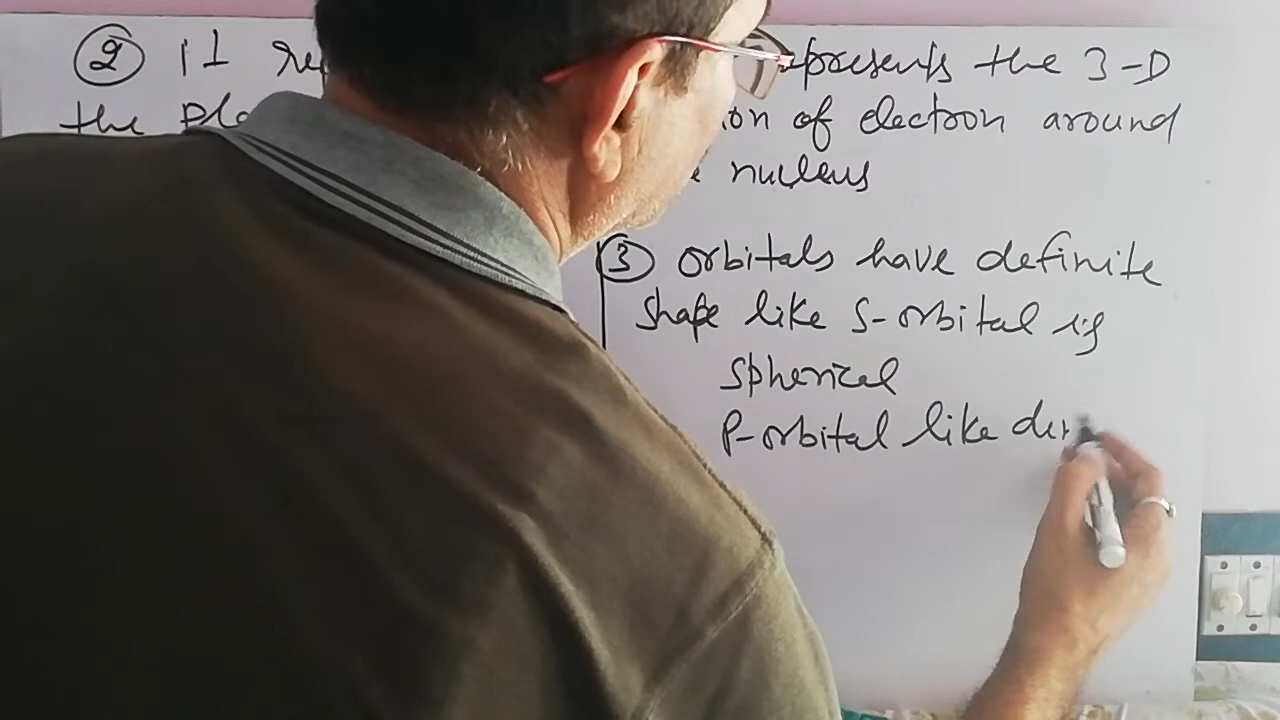 ② It
the
represents the 3-D
of electron around
nucleus
③ orbitals have definite
shape like S-orbital is
spherical
P-orbital like